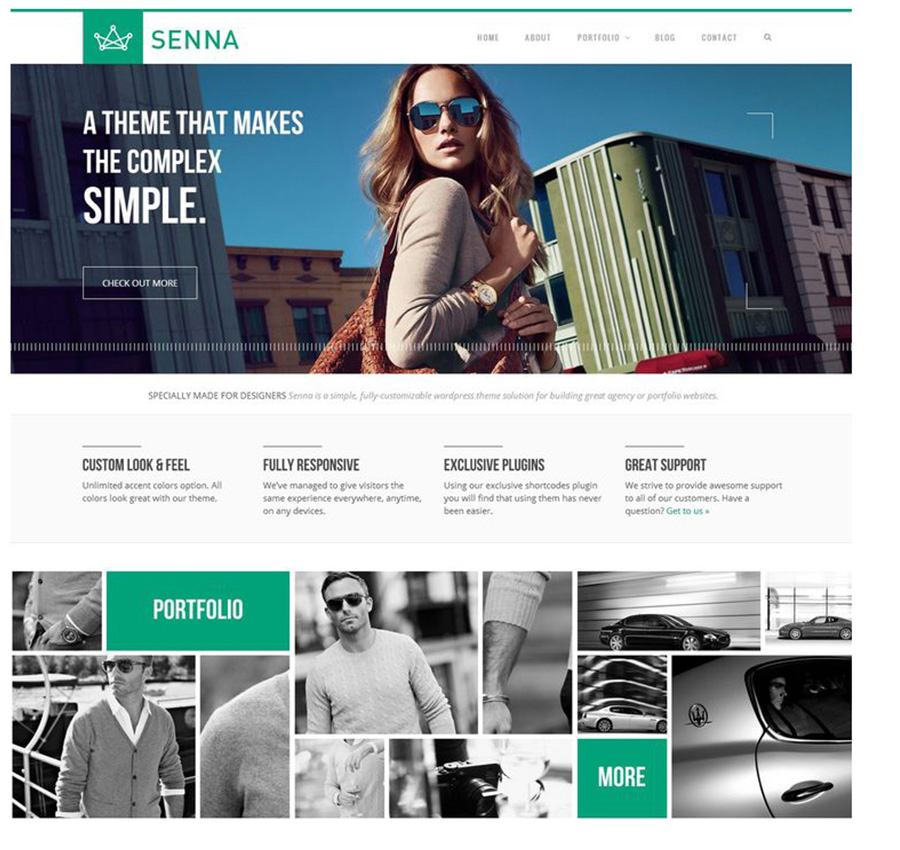 SENNA
HOME ABOUT PORTFOLIO BLOG CONTACT
A THEME THAT MAKES
THE COMPLEX
SIMPLE.
CHECK OUT MORE
SPECIALLY MADE FOR DESIGNERS Senna is a simple, fully-customizable wordpress theme solution for building great agency or portfolio websites.
CUSTOM LOOK & FEEL
Unlimited accent colors option. All
colors look great with our theme.
FULLY RESPONSIVE
We've managed to give visitors the
same experience everywhere, anytime,
on any devices.
EXCLUSIVE PLUGINS
Using our exclusive shortcodes plugin
you will find that using them has never
been easier.
GREAT SUPPORT
We strive to provide awesome support
to all of our customers. Have a
question? Get to us »
PORTFOLIO
MORE